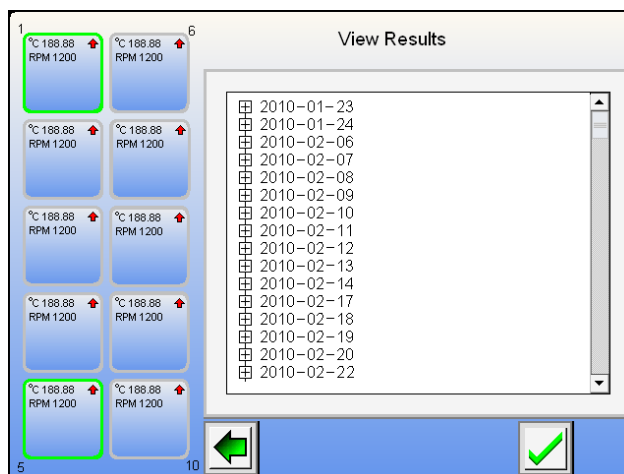 1
6
°C 188.88
RPM 1200
°C 188.88
RPM 1200
°C 188.88
RPM 1200
°C 188.88
RPM 1200
°C 188.88
RPM 1200
°C 188.88
RPM 1200
°C 188.88
RPM 1200
°C 188.88
RPM 1200
°C 188.88
RPM 1200
°C 188.88
RPM 1200
5
10
View Results
2010-01-23
2010-01-24
2010-02-06
2010-02-07
2010-02-08
2010-02-09
2010-02-10
2010-02-11
2010-02-12
2010-02-13
2010-02-14
2010-02-17
2010-02-18
2010-02-19
2010-02-20
2010-02-22